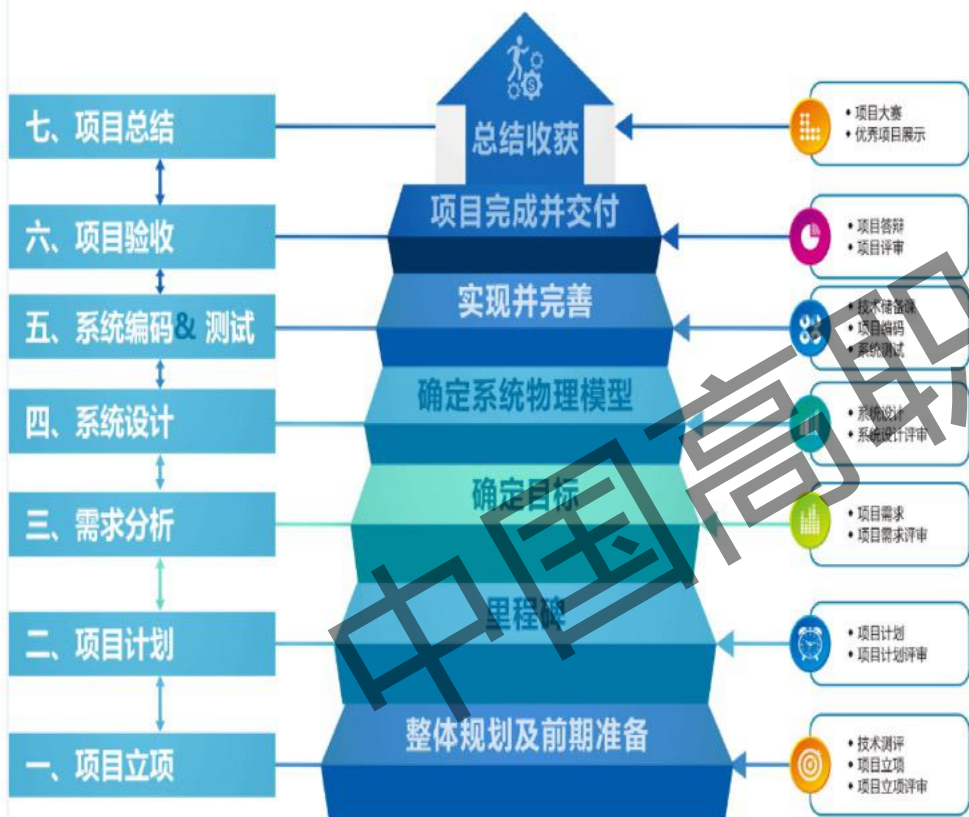 七、项目总结
总结收获
• 项目大赛
• 优秀项目展示
六、项目验收
项目完成并交付
• 项目答辩
• 项目评审
五、系统编码& 测试
实现并完善
• 技术储备课
• 项目编码
• 系统测试
四、系统设计
确定系统物理模型
• 系统设计
• 系统设计评审
三、需求分析
确定目标
• 项目需求
• 项目需求评审
二、项目计划
里程碑
• 项目计划
• 项目计划评审
一、项目立项
整体规划及前期准备
• 技术测评
• 项目立项
• 项目立项评审
中国高职